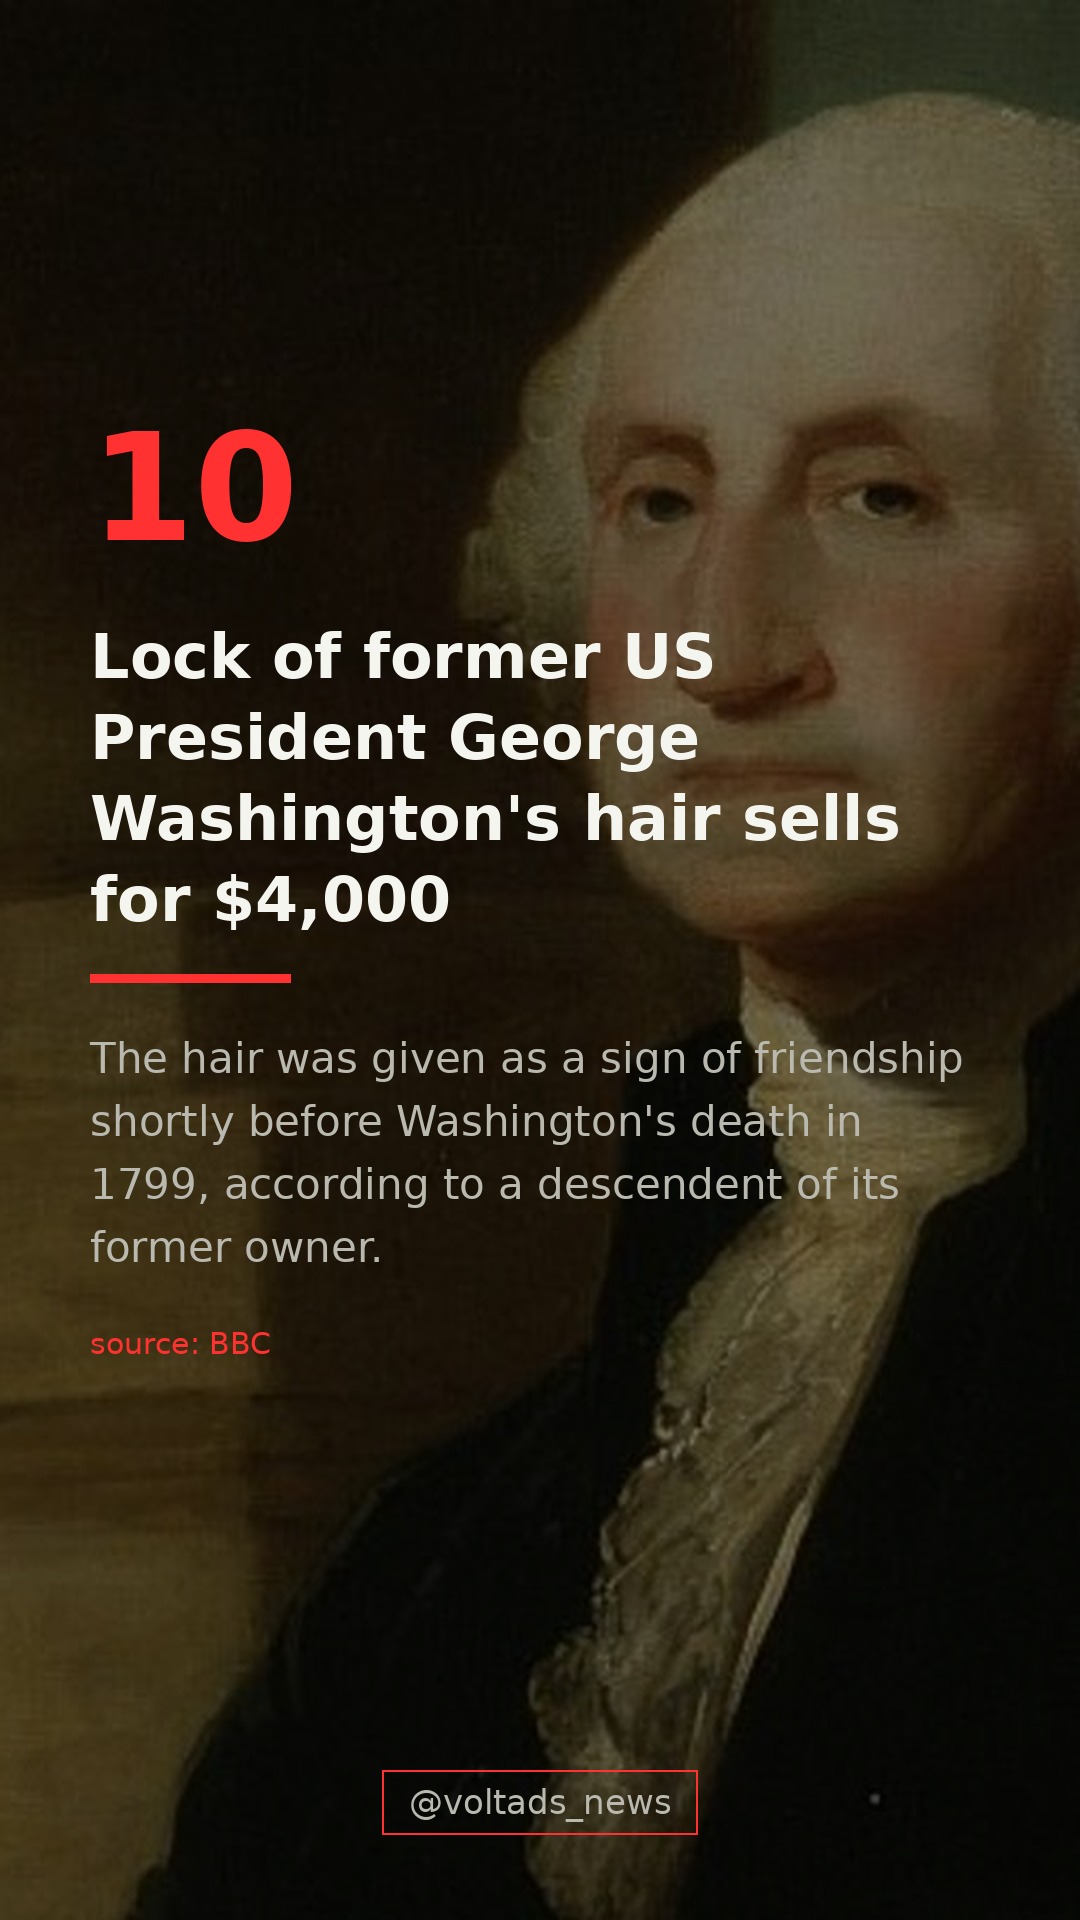 10
Lock of former US
President George
Washington's hair sells
for $4,000
The hair was given as a sign of friendship
shortly before Washington's death in
1799, according to a descendent of its
former owner.
source: BBC
@voltads_news